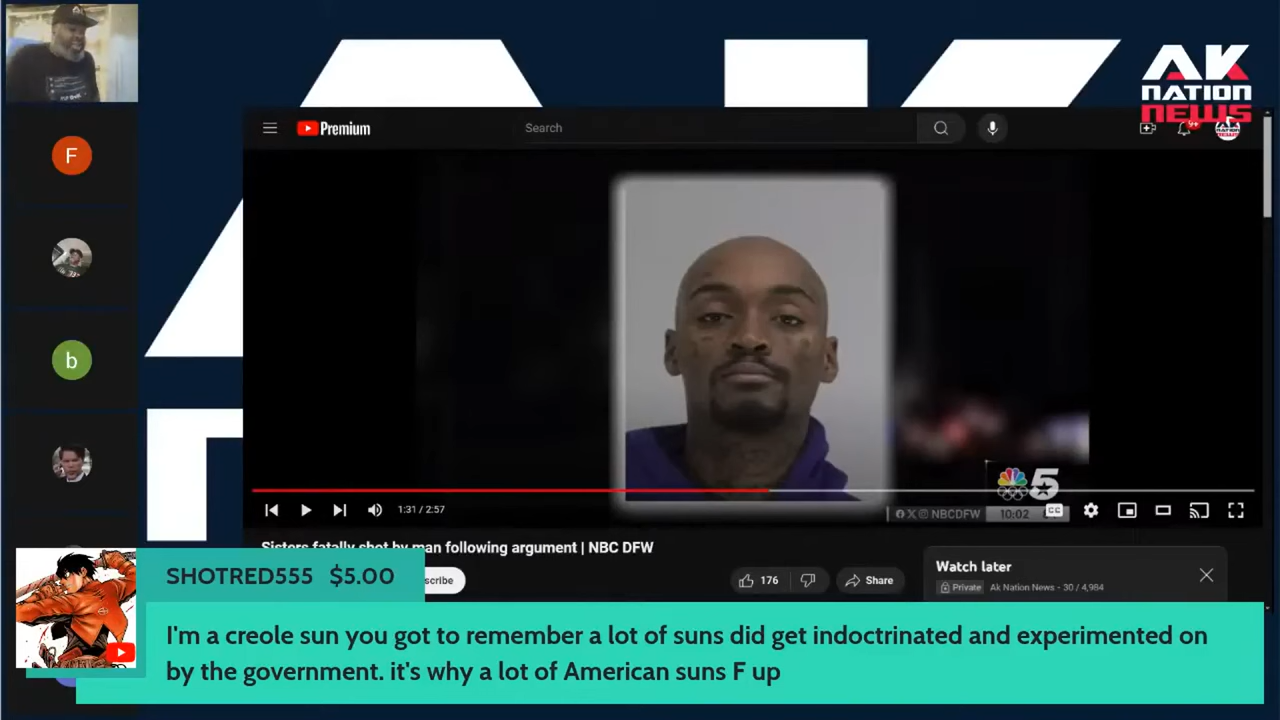 AK
NATION
NEWS
Premium
Search
9+
F
b
5
NBCDFW
10:02
CC
1:31 / 2:57
Sisters fatally shot by man following argument | NBC DFW
scribe
176
Share
Watch later
Private
Ak Nation News - 30 / 4,984
SHOTRED555 $5.00
I'm a creole sun you got to remember a lot of suns did get indoctrinated and experimented on
by the government. it's why a lot of American suns F up